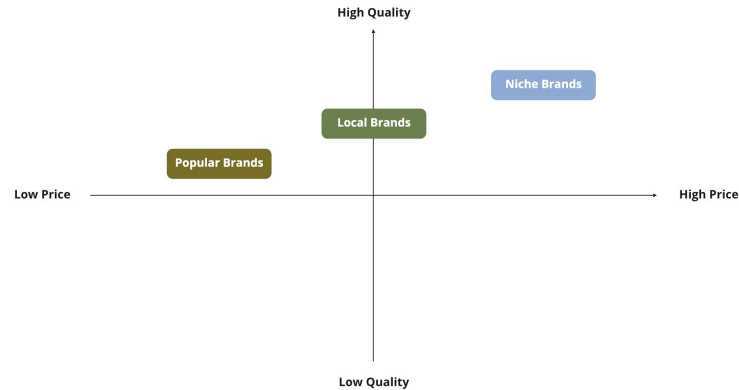 High Quality
Niche Brands
Local Brands
Popular Brands
Low Price
High Price
Low Quality